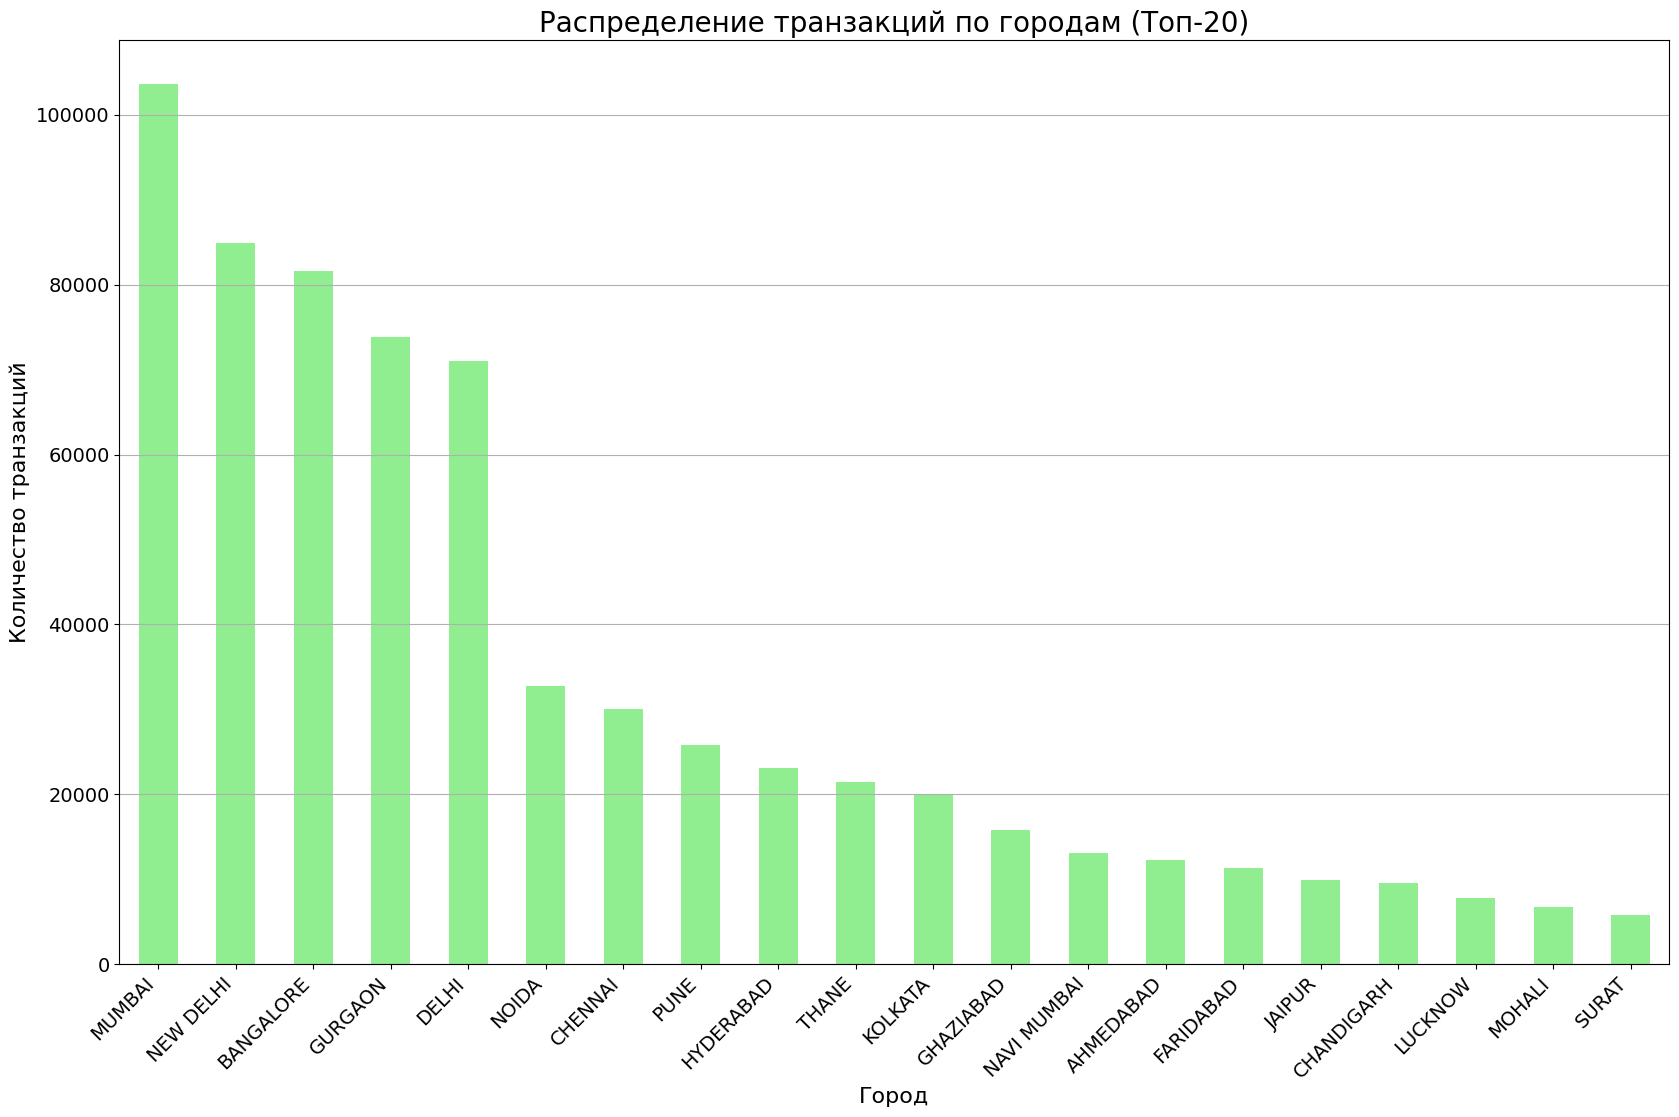 Распределение транзакций по городам (Топ-20)
Количество транзакций
100000
80000
60000
40000
20000
0
MUMBAI
NEW DELHI
BANGALORE
GURGAON
DELHI
NOIDA
CHENNAI
PUNE
HYDERABAD
THANE
KOLKATA
GHAZIABAD
NAVI MUMBAI
AHMEDABAD
FARIDABAD
JAIPUR
CHANDIGARH
LUCKNOW
MOHALI
SURAT
Город